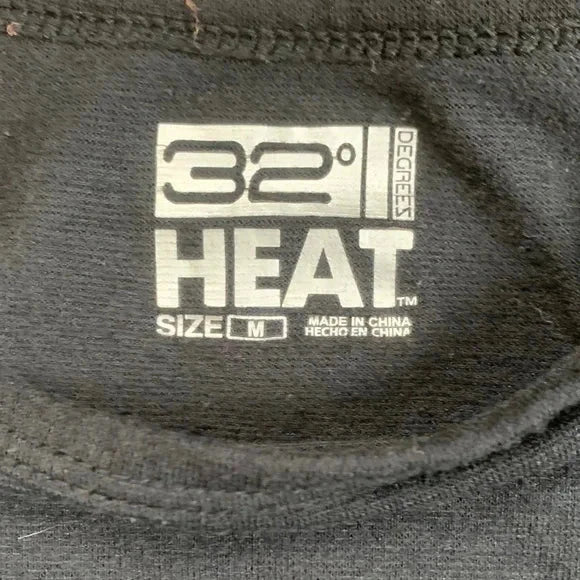 32° DEGREES
HEAT™
SIZE M
MADE IN CHINA
HECHO EN CHINA